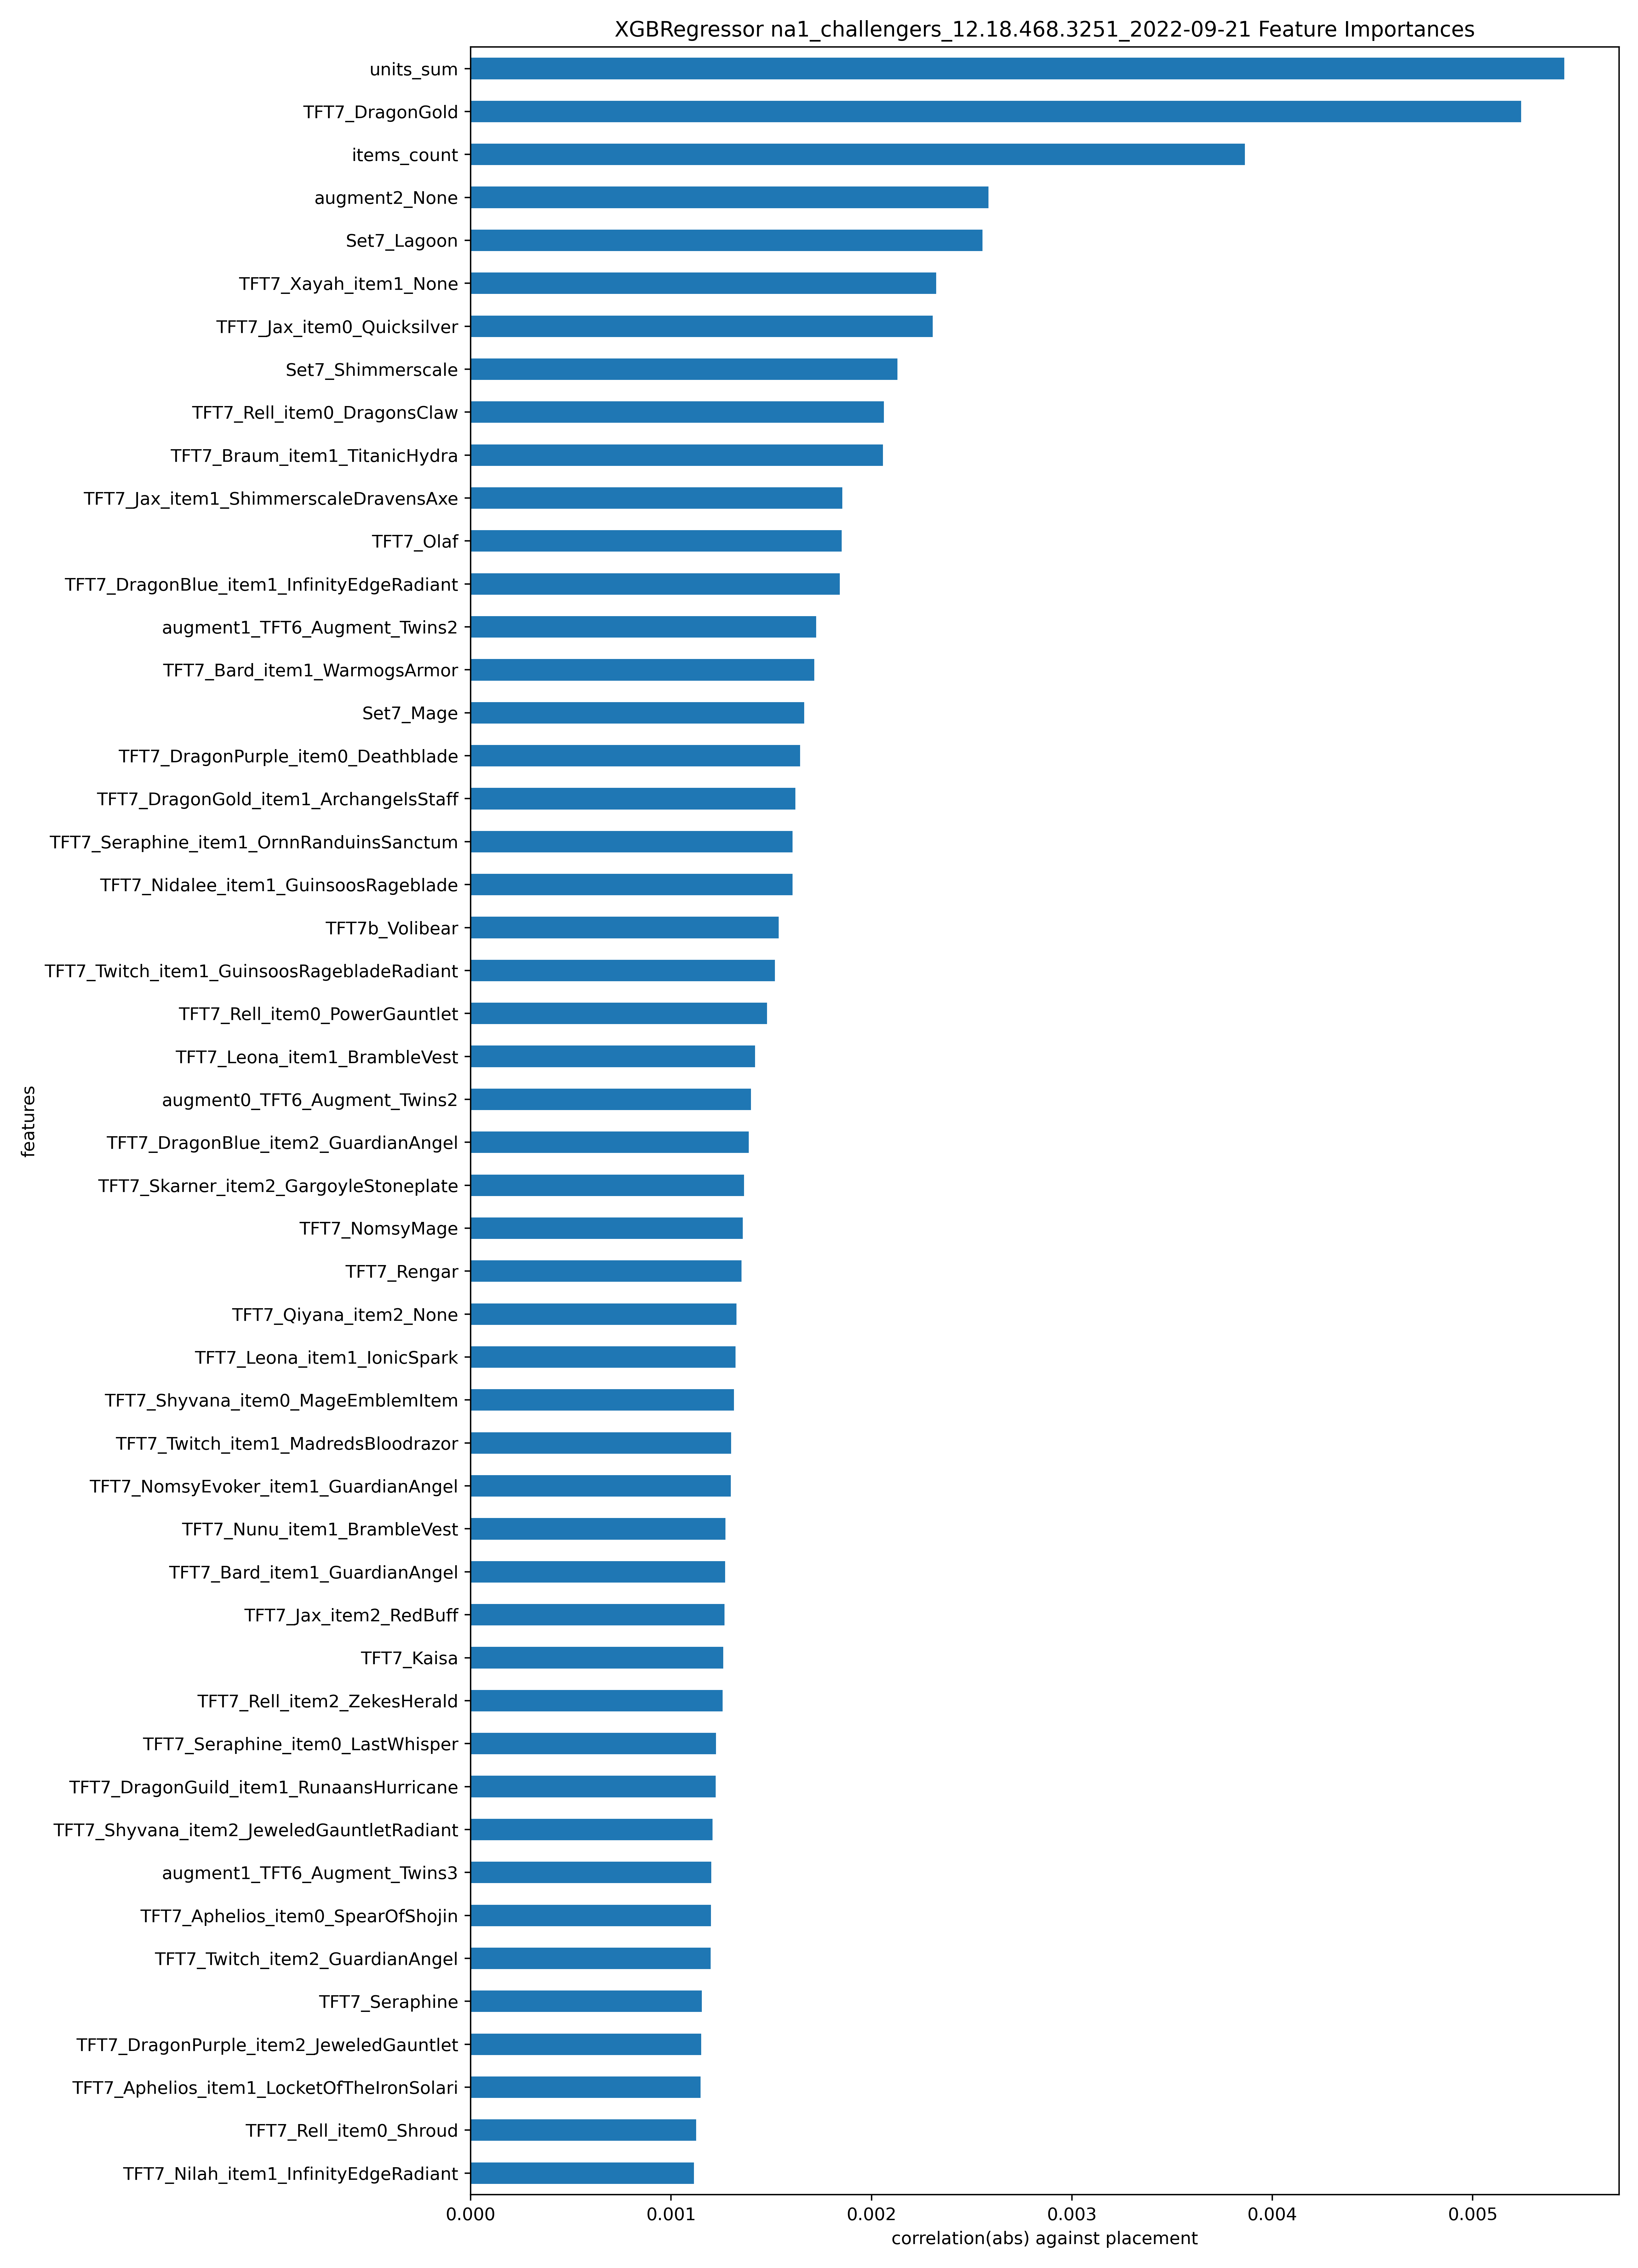 XGBRegressor na1_challengers_12.18.468.3251_2022-09-21 Feature Importances
units_sum
TFT7_DragonGold
items_count
augment2_None
Set7_Lagoon
TFT7_Xayah_item1_None
TFT7_Jax_item0_Quicksilver
Set7_Shimmerscale
TFT7_Rell_item0_DragonsClaw
TFT7_Braum_item1_TitanicHydra
TFT7_Jax_item1_ShimmerscaleDravensAxe
TFT7_Olaf
TFT7_DragonBlue_item1_InfinityEdgeRadiant
augment1_TFT6_Augment_Twins2
TFT7_Bard_item1_WarmogsArmor
Set7_Mage
TFT7_DragonPurple_item0_Deathblade
TFT7_DragonGold_item1_ArchangelsStaff
TFT7_Seraphine_item1_OrnnRanduinsSanctum
TFT7_Nidalee_item1_GuinsoosRageblade
TFT7b_Volibear
TFT7_Twitch_item1_GuinsoosRagebladeRadiant
TFT7_Rell_item0_PowerGauntlet
TFT7_Leona_item1_BrambleVest
augment0_TFT6_Augment_Twins2
TFT7_DragonBlue_item2_GuardianAngel
TFT7_Skarner_item2_GargoyleStoneplate
TFT7_NomsyMage
TFT7_Rengar
TFT7_Qiyana_item2_None
TFT7_Leona_item1_IonicSpark
TFT7_Shyvana_item0_MageEmblemItem
TFT7_Twitch_item1_MadredsBloodrazor
TFT7_NomsyEvoker_item1_GuardianAngel
TFT7_Nunu_item1_BrambleVest
TFT7_Bard_item1_GuardianAngel
TFT7_Jax_item2_RedBuff
TFT7_Kaisa
TFT7_Rell_item2_ZekesHerald
TFT7_Seraphine_item0_LastWhisper
TFT7_DragonGuild_item1_RunaansHurricane
TFT7_Shyvana_item2_JeweledGauntletRadiant
augment1_TFT6_Augment_Twins3
TFT7_Aphelios_item0_SpearOfShojin
TFT7_Twitch_item2_GuardianAngel
TFT7_Seraphine
TFT7_DragonPurple_item2_JeweledGauntlet
TFT7_Aphelios_item1_LocketOfTheIronSolari
TFT7_Rell_item0_Shroud
TFT7_Nilah_item1_InfinityEdgeRadiant
features
0.000 0.001 0.002 0.003 0.004 0.005
correlation(abs) against placement